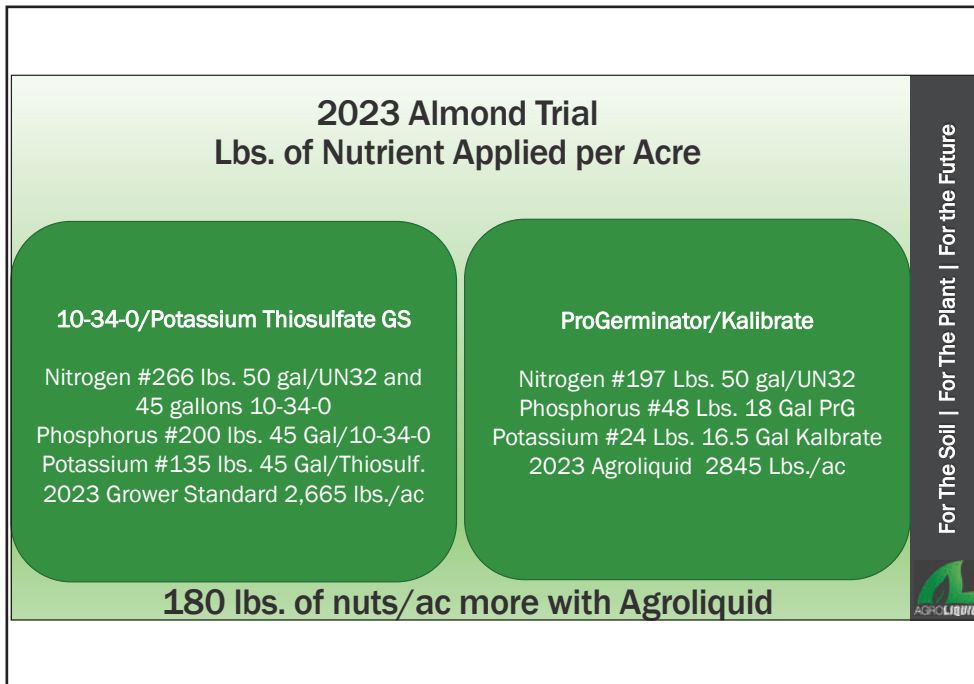 2023 Almond Trial
Lbs. of Nutrient Applied per Acre
10-34-0/Potassium Thiosulfate GS
Nitrogen #266 lbs. 50 gal/UN32 and
45 gallons 10-34-0
Phosphorus #200 lbs. 45 Gal/10-34-0
Potassium #135 lbs. 45 Gal/Thiosulf.
2023 Grower Standard 2,665 lbs./ac
ProGerminator/Kalibrate
Nitrogen #197 Lbs. 50 gal/UN32
Phosphorus #48 Lbs. 18 Gal PrG
Potassium #24 Lbs. 16.5 Gal Kalbrate
2023 Agroliquid 2845 Lbs./ac
180 lbs. of nuts/ac more with Agroliquid
For The Soil | For The Plant | For the Future
AGROLIQUID